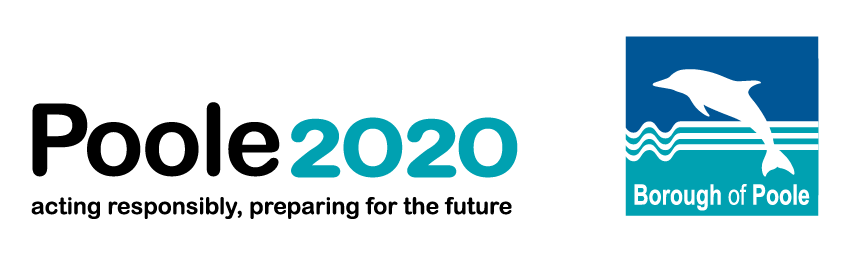 Poole2020
acting responsibly, preparing for the future
Borough of Poole